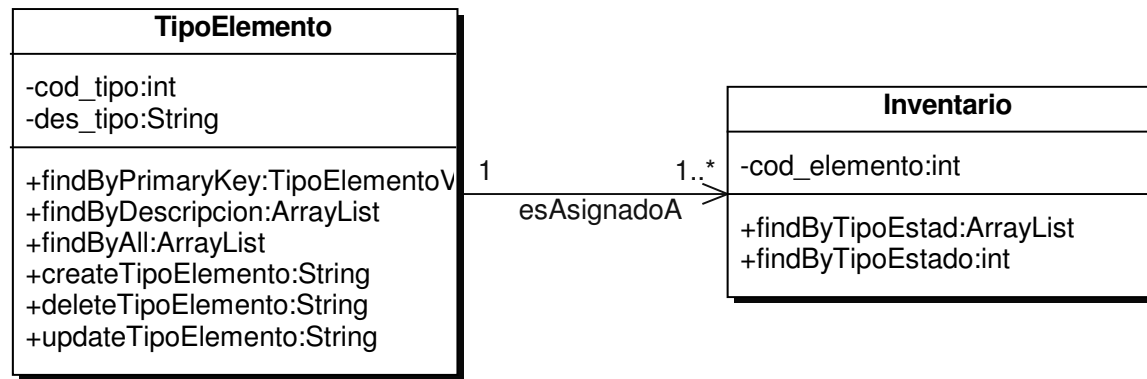 TipoElemento
-cod_tipo:int
-des_tipo:String
+findByPrimaryKey:TipoElementoV
+findByDescripcion:ArrayList
+findByAll:ArrayList
+createTipoElemento:String
+deleteTipoElemento:String
+updateTipoElemento:String
1
1..*
esAsignadoA
Inventario
-cod_elemento:int
+findByTipoEstad:ArrayList
+findByTipoEstado:int